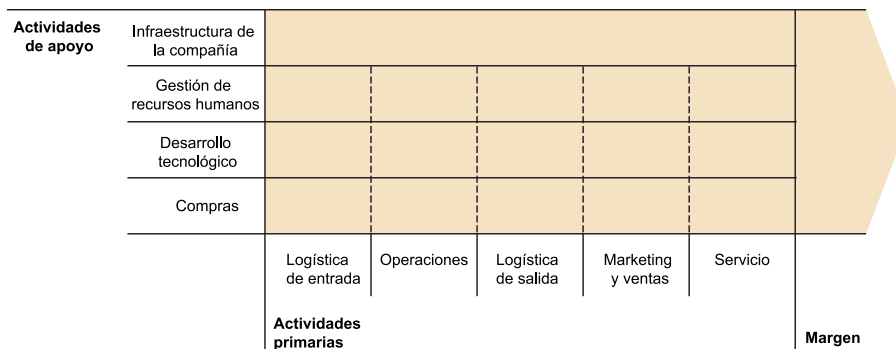 Actividades
de apoyo
Infraestructura de
la compañía
Gestión de
recursos humanos
Desarrollo
tecnológico
Compras
Logística
de entrada
Operaciones
Logística
de salida
Marketing
y ventas
Servicio
Actividades
primarias
Margen